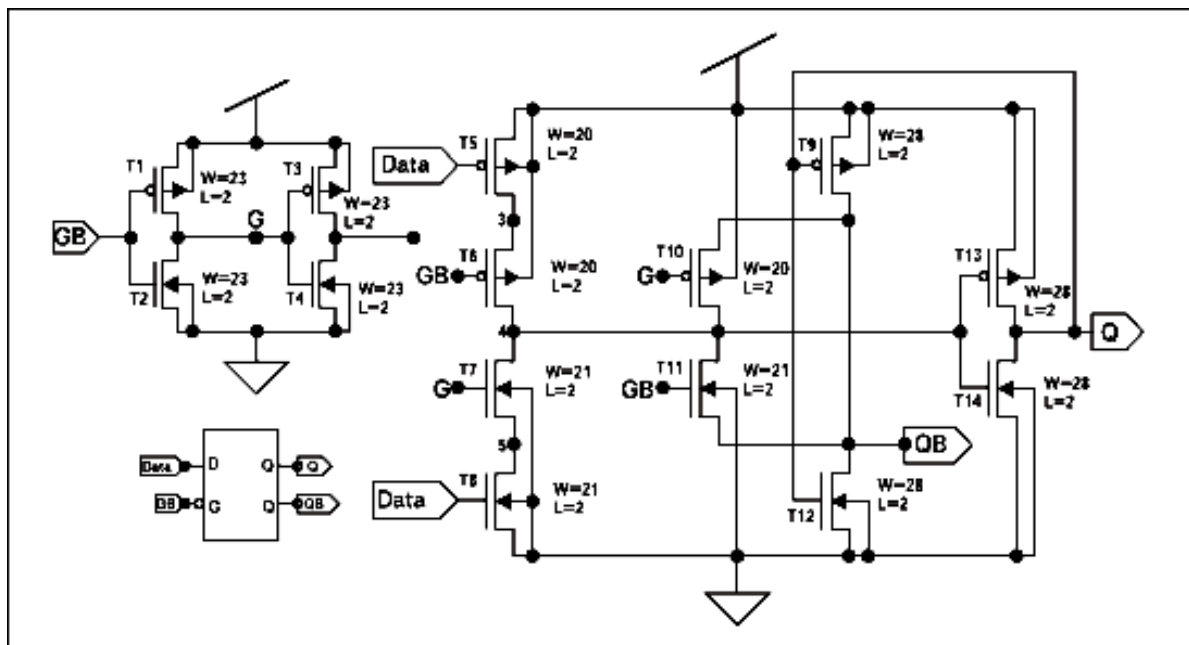 T1
W=23
L=2
T3
W=23
L=2
GB
G
T2
W=23
L=2
T4
W=23
L=2
Data
T5
W=20
L=2
3
GB
T6
W=20
L=2
4
G
T7
W=21
L=2
5
Data
T8
W=21
L=2
T9
W=28
L=2
G
T10
W=20
L=2
GB
T11
W=21
L=2
QB
T12
W=28
L=2
T13
W=28
L=2
Q
T14
W=28
L=2
Data
D
Q
Q
GB
G
Q
QB